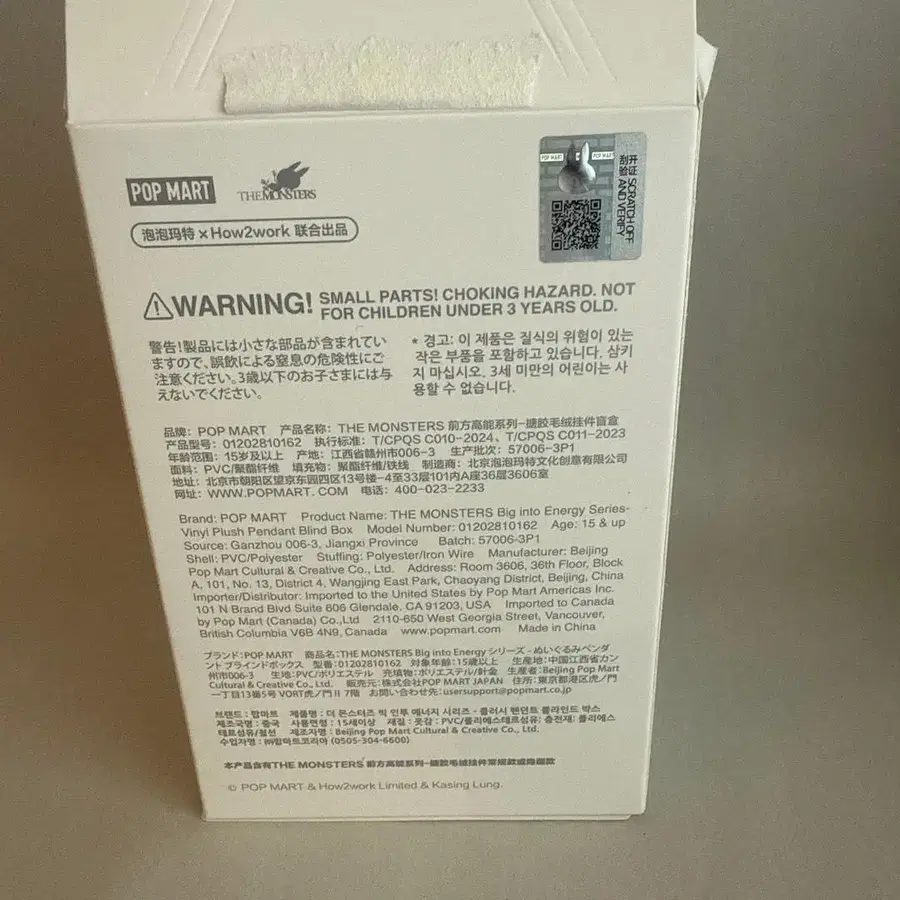 POP MART
THE MONSTERS
泡泡玛特×How2work 联合出品
POP MART
POP MART
开封刮验
SCRATCH OFF AND VERIFY
WARNING! SMALL PARTS! CHOKING HAZARD. NOT
FOR CHILDREN UNDER 3 YEARS OLD.
警告!製品には小さな部品が含まれてい
ますので、誤飲による窒息の危険性にご
注意ください。3歳以下のお子さまには与
えないでください。
* 경고: 이 제품은 질식의 위험이 있는
작은 부품을 포함하고 있습니다. 삼키
지 마십시오. 3세 미만의 어린이는 사
용할 수 없습니다.
品牌: POP MART 产品名称: THE MONSTERS 前方高能系列-搪胶毛绒挂件盲盒
产品型号: 01202810162 执行标准: T/CPQS C010-2024、T/CPQS C011-2023
年龄范围: 15岁及以上 产地: 江西省赣州市006-3 生产批次: 57006-3P1
面料: PVC/聚酯纤维 填充物: 聚酯纤维/铁线 制造商: 北京泡泡玛特文化创意有限公司
地址: 北京市朝阳区望京东园四区13号楼-4至33层101内A座36层3606室
网址: WWW.POPMART.COM 电话: 400-023-2233
Brand: POP MART Product Name: THE MONSTERS Big into Energy Series-
Vinyl Plush Pendant Blind Box Model Number: 01202810162 Age: 15 & up
Source: Ganzhou 006-3, Jiangxi Province Batch: 57006-3P1
Shell: PVC/Polyester Stuffing: Polyester/Iron Wire Manufacturer: Beijing
Pop Mart Cultural & Creative Co., Ltd. Address: Room 3606, 36th Floor, Block
A, 101, No. 13, District 4, Wangjing East Park, Chaoyang District, Beijing, China
Importer/Distributor: Imported to the United States by Pop Mart Americas Inc.
101 N Brand Blvd Suite 606 Glendale, CA 91203, USA Imported to Canada
by Pop Mart (Canada) Co.,Ltd 2110-650 West Georgia Street, Vancouver,
British Columbia V6B 4N9, Canada www.popmart.com Made in China
ブランド: POP MART 商品名: THE MONSTERS Big into Energy シリーズ - ぬいぐるみペンダ
ント ブラインドボックス 型番: 01202810162 対象年齢: 15歳以上 生産地: 中国江西省カン
州市006-3 生地: PVC/ポリエステル 充填物: ポリエステル/針金 生産者: Beijing Pop Mart
Cultural & Creative Co., Ltd. 販売元: 株式会社POP MART JAPAN 住所: 東京都港区虎ノ門
一丁目13番5号 VORT虎ノ門Ⅱ 7階 お問い合わせ先: usersupport@popmart.co.jp
브랜드 : 팝마트 제품명 : 더 몬스터즈 빅 인투 에너지 시리즈 - 플러시 펜던트 블라인드 박스
제조국명 : 중국 사용연령 : 15세이상 재질 : 옷감 : PVC/폴리에스테르섬유; 충전재: 폴리에스
테르섬유/철선 제조자명 : Beijing Pop Mart Cultural & Creative Co., Ltd.
수입자명 : ㈜팝마트코리아 (0505-304-6600)
本产品含有THE MONSTERS 前方高能系列-搪胶毛绒挂件常规款或隐藏款
© POP MART & How2work Limited & Kasing Lung.